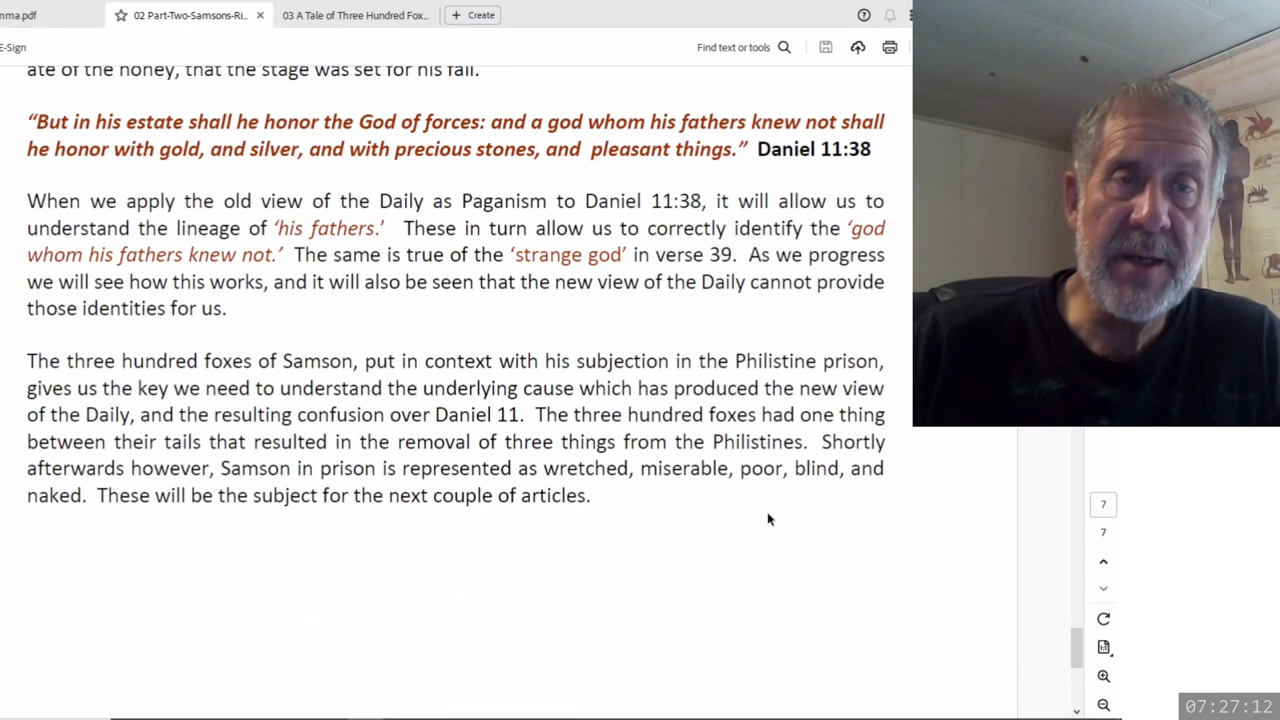 mma.pdf
02 Part-Two-Samsons-Ri...
03 A Tale of Three Hundred Fox...
Create
E-Sign
Find text or tools
ate of the honey, that the stage was set for his fall.
“But in his estate shall he honor the God of forces: and a god whom his fathers knew not shall
he honor with gold, and silver, and with precious stones, and pleasant things.” Daniel 11:38
When we apply the old view of the Daily as Paganism to Daniel 11:38, it will allow us to
understand the lineage of ‘his fathers.’ These in turn allow us to correctly identify the ‘god
whom his fathers knew not.’ The same is true of the ‘strange god’ in verse 39. As we progress
we will see how this works, and it will also be seen that the new view of the Daily cannot provide
those identities for us.
The three hundred foxes of Samson, put in context with his subjection in the Philistine prison,
gives us the key we need to understand the underlying cause which has produced the new view
of the Daily, and the resulting confusion over Daniel 11. The three hundred foxes had one thing
between their tails that resulted in the removal of three things from the Philistines. Shortly
afterwards however, Samson in prison is represented as wretched, miserable, poor, blind, and
naked. These will be the subject for the next couple of articles.
7
7
07:27:12